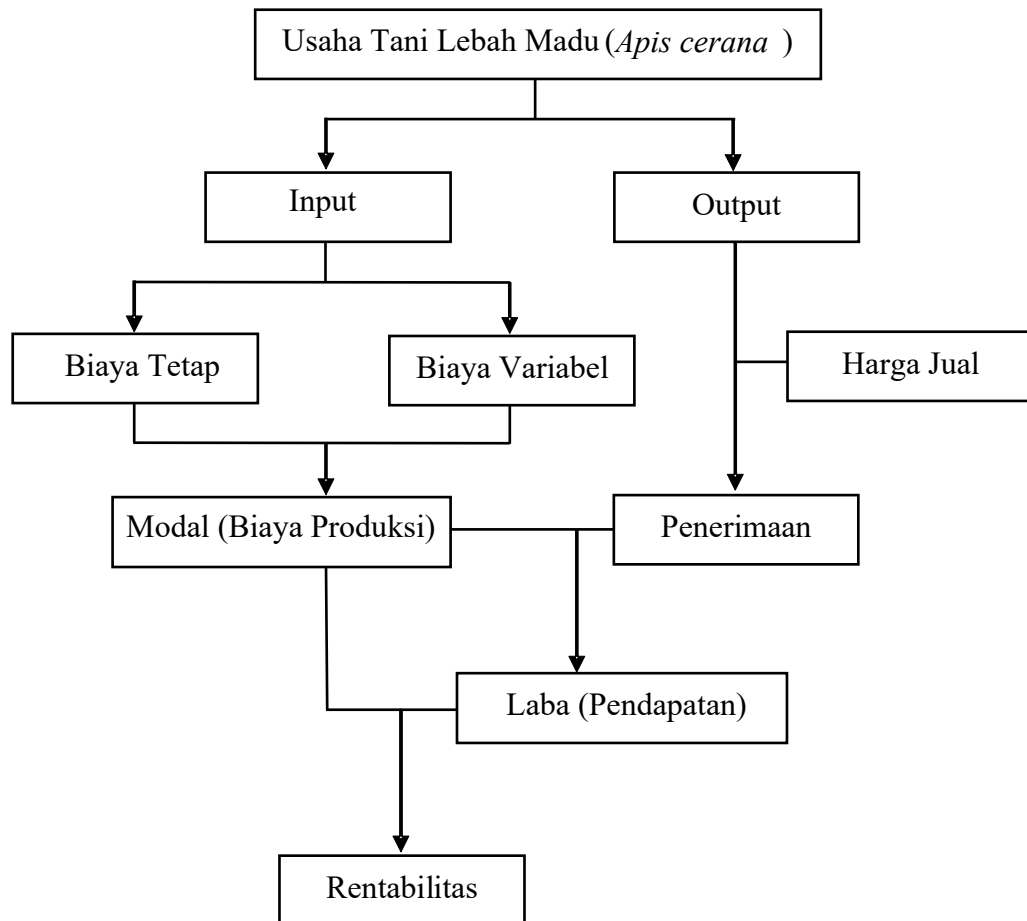 Usaha Tani Lebah Madu (Apis cerana )
Input
Output
Biaya Tetap
Biaya Variabel
Harga Jual
Modal (Biaya Produksi)
Penerimaan
Laba (Pendapatan)
Rentabilitas